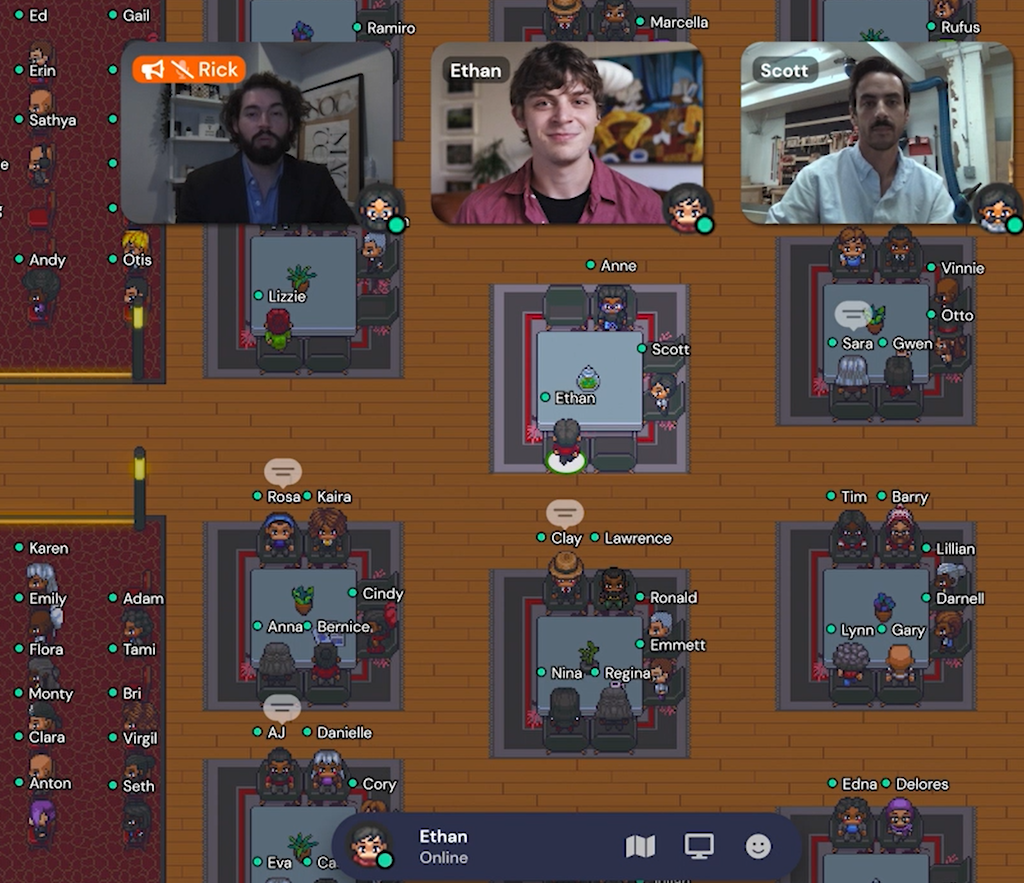 Ed
Gail
Ramiro
Marcella
Rufus
Erin
Rick
Ethan
Scott
Sathya
Andy
Otis
Lizzie
Anne
Vinnie
Otto
Scott
Sara
Gwen
Ethan
Rosa
Kaira
Tim
Barry
Clay
Lawrence
Karen
Lillian
Cindy
Emily
Adam
Ronald
Darnell
Anna
Bernice
Lynn
Gary
Flora
Tami
Emmett
Nina
Regina
Monty
Bri
AJ
Danielle
Clara
Virgil
Anton
Seth
Cory
Edna
Delores
Ethan
Online
Eva
Ca